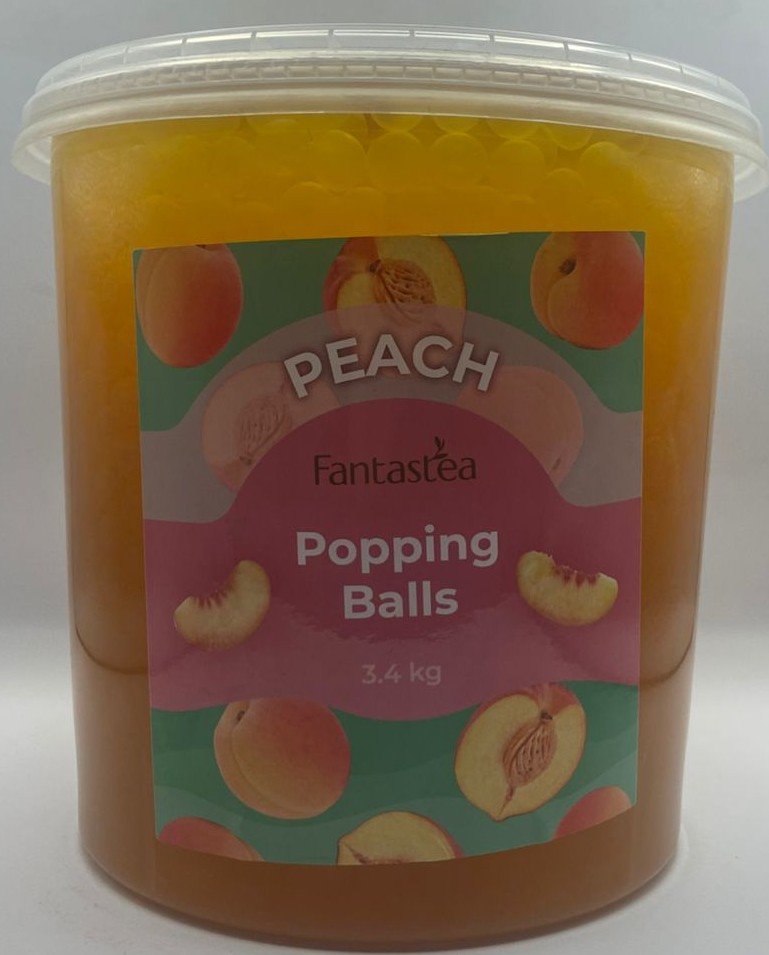 PEACH
Fantastea
Popping
Balls
3.4 kg